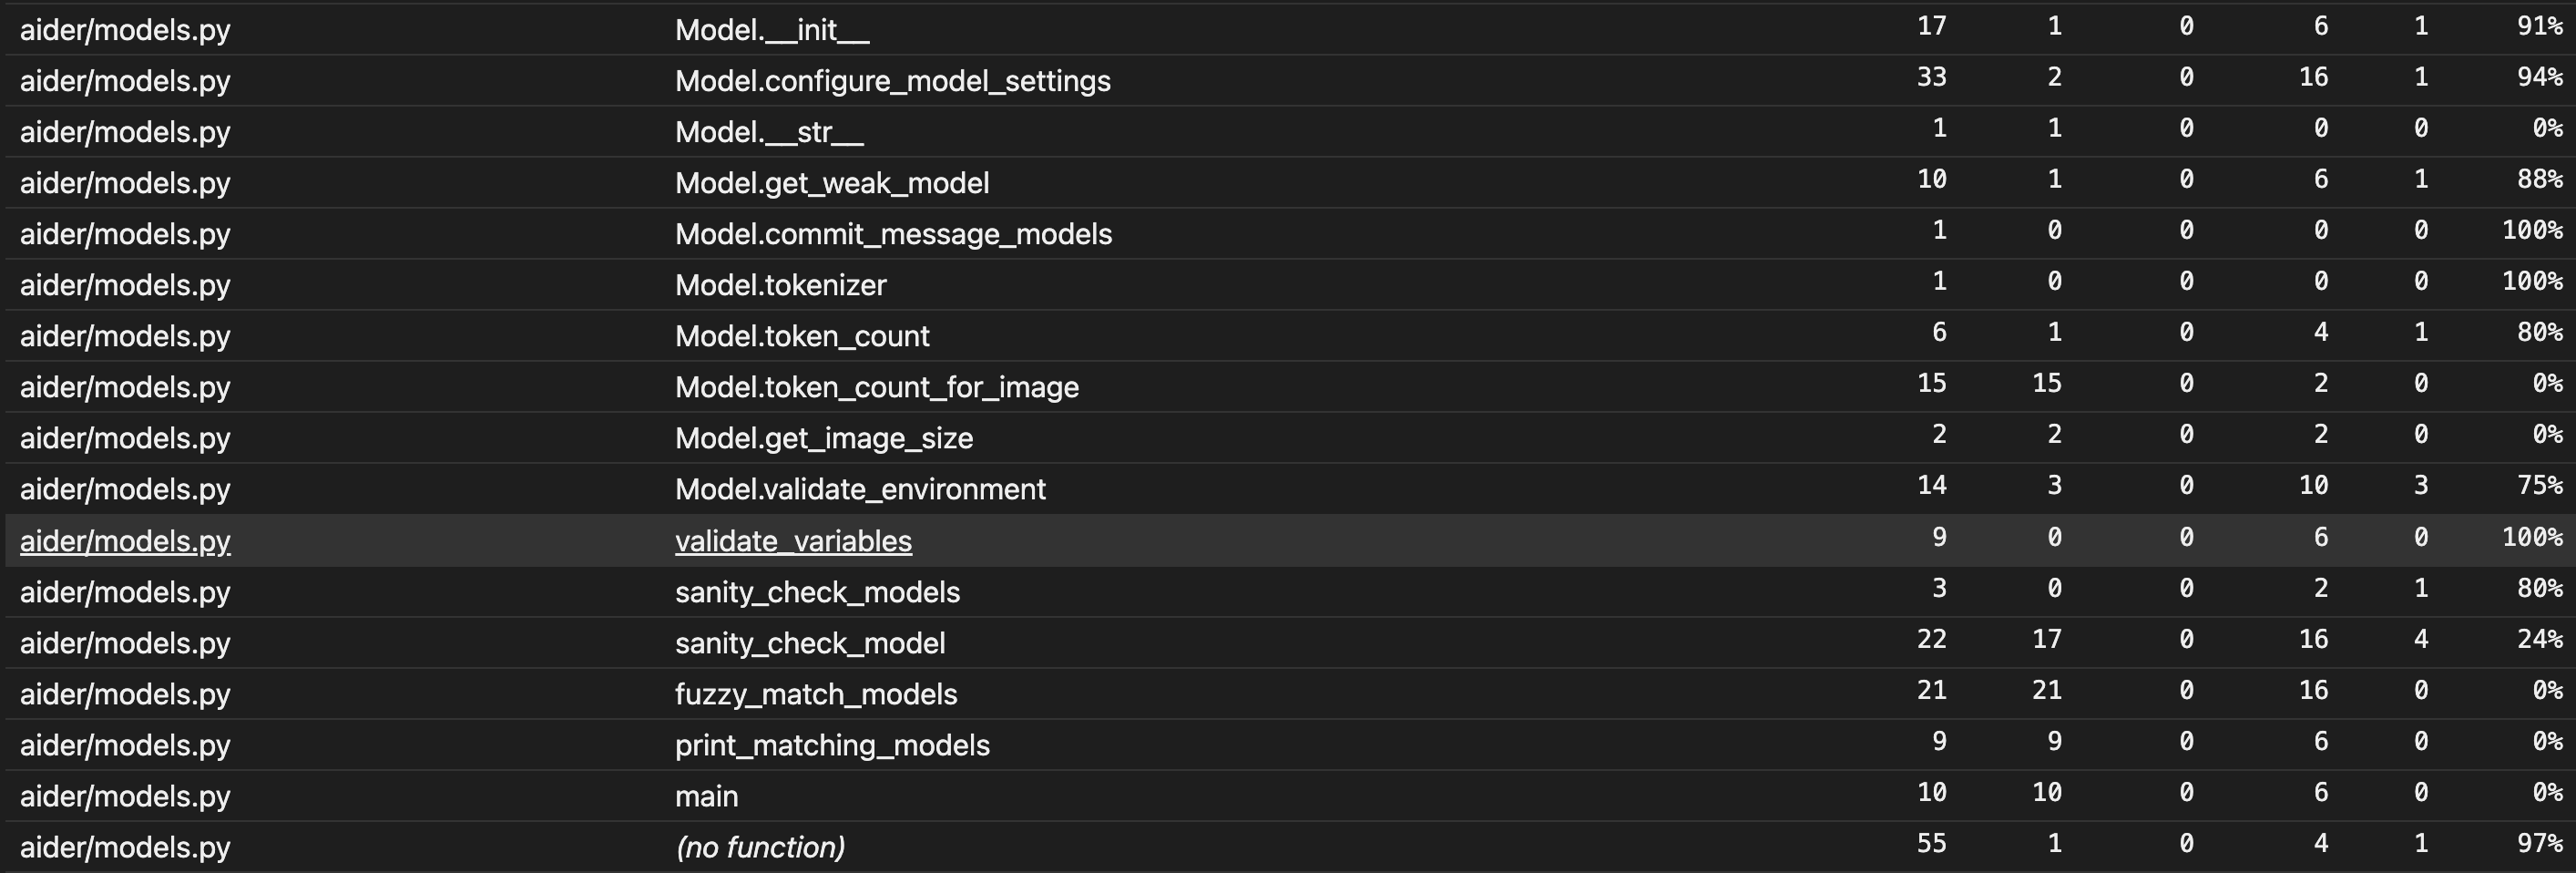 aider/models.py Model.__init__ 17 1 0 6 1 91%
aider/models.py Model.configure_model_settings 33 2 0 16 1 94%
aider/models.py Model.__str__ 1 1 0 0 0 0%
aider/models.py Model.get_weak_model 10 1 0 6 1 88%
aider/models.py Model.commit_message_models 1 0 0 0 0 100%
aider/models.py Model.tokenizer 1 0 0 0 0 100%
aider/models.py Model.token_count 6 1 0 4 1 80%
aider/models.py Model.token_count_for_image 15 15 0 2 0 0%
aider/models.py Model.get_image_size 2 2 0 2 0 0%
aider/models.py Model.validate_environment 14 3 0 10 3 75%
aider/models.py validate_variables 9 0 0 6 0 100%
aider/models.py sanity_check_models 3 0 0 2 1 80%
aider/models.py sanity_check_model 22 17 0 16 4 24%
aider/models.py fuzzy_match_models 21 21 0 16 0 0%
aider/models.py print_matching_models 9 9 0 6 0 0%
aider/models.py main 10 10 0 6 0 0%
aider/models.py (no function) 55 1 0 4 1 97%